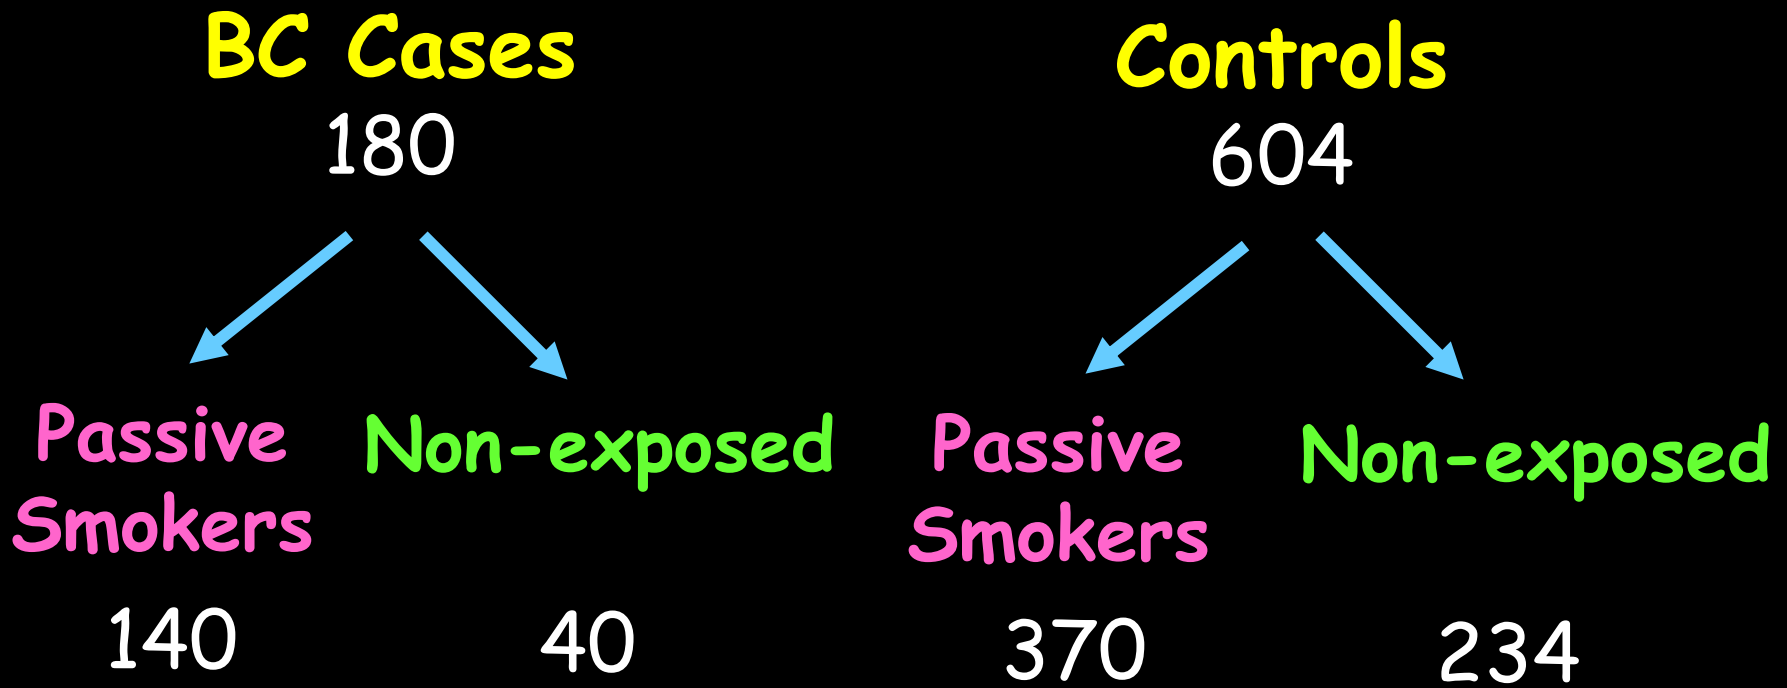 BC Cases
180
Passive
Smokers
140
Non-exposed
40
Controls
604
Passive
Smokers
370
Non-exposed
234